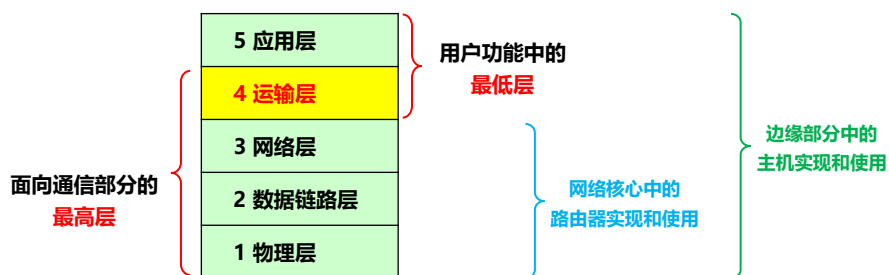 5 应用层
4 运输层
3 网络层
2 数据链路层
1 物理层
用户功能中的
最低层
面向通信部分的
最高层
网络核心中的
路由器实现和使用
边缘部分中的
主机实现和使用